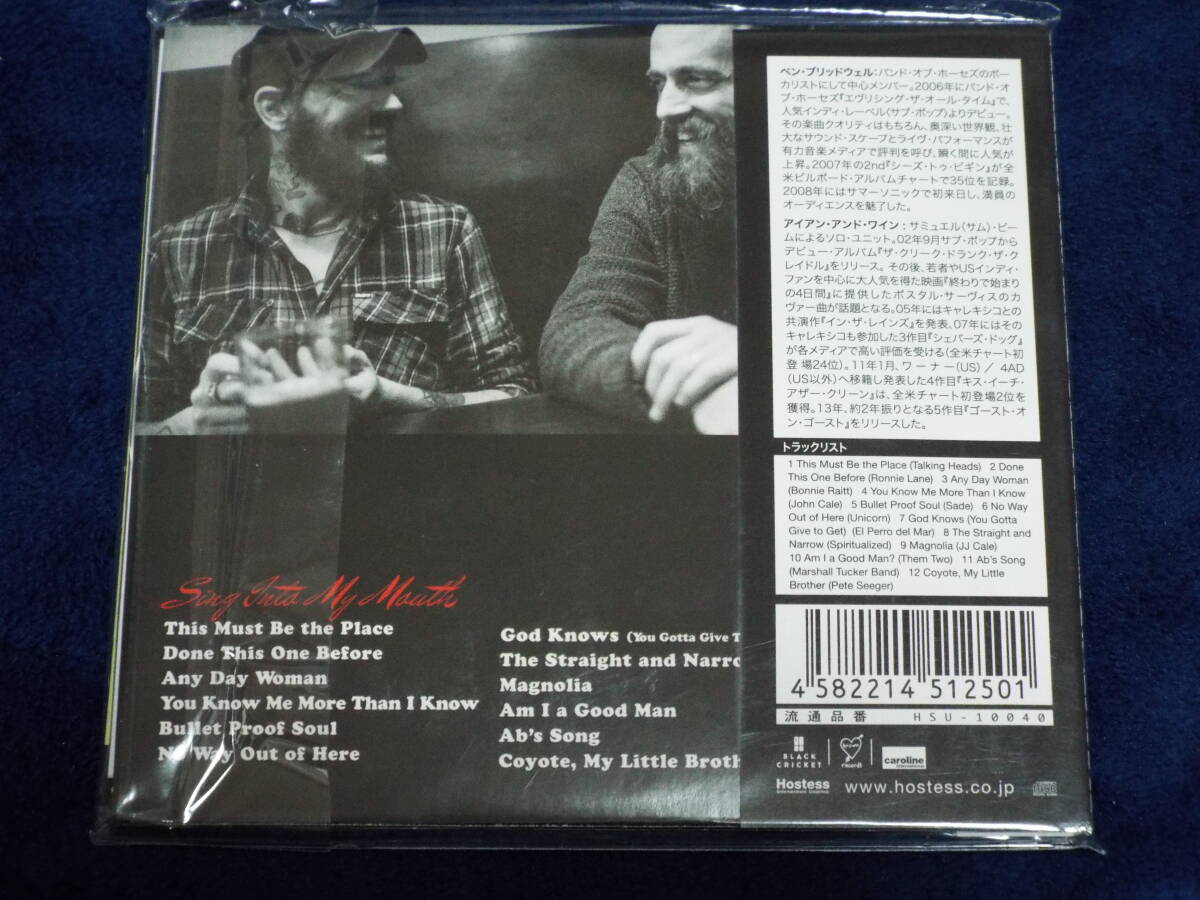 ベン・ブリッドウェル：バンド・オブ・ホーセズのボー
カリストにして中心メンバー。2006年にバンド・オ
ブ・ホーセズ『エヴリシング・ザ・オール・タイム』で、
人気インディ・レーベル〈サブ・ポップ〉よりデビュー。
その楽曲クオリティはもちろん、奥深い世界観、壮
大なサウンド・スケープとライヴ・パフォーマンスが
有力音楽メディアで評判を呼び、瞬く間に人気が
上昇。2007年の2nd『シーズ・トゥ・ビギン』が全
米ビルボード・アルバムチャートで35位を記録。
2008年にはサマーソニックで初来日し、満員の
オーディエンスを魅了した。
アイアン・アンド・ワイン：サミュエル（サム）・ビー
ムによるソロ・ユニット。02年9月サブ・ポップから
デビュー・アルバム『ザ・クリーク・ドランク・ザ・ク
レイドル』をリリース。その後、若者やUSインディ・
ファンを中心に大人気を得た映画『終わりで始まり
の4日間』に提供したポスタル・サーヴィスのカ
ヴァー曲が話題となる。05年にはキャレキシコとの
共演作『イン・ザ・レインズ』を発表、07年にはその
キャレキシコも参加した3作目『シェパーズ・ドッグ』
が各メディアで高い評価を受ける（全米チャート初
登場24位）。11年1月、ワーナー（US）／4AD
（US以外）へ移籍し発表した4作目『キス・イーチ・
アザー・クリーン』は、全米チャート初登場2位を
獲得。13年、約2年振りとなる5作目『ゴースト・オ
ン・ゴースト』をリリースした。
トラックリスト
1 This Must Be the Place (Talking Heads) 2 Done
This One Before (Ronnie Lane) 3 Any Day Woman
(Bonnie Raitt) 4 You Know Me More Than I Know
(John Cale) 5 Bullet Proof Soul (Sade) 6 No Way
Out of Here (Unicorn) 7 God Knows (You Gotta
Give to Get) (El Perro del Mar) 8 The Straight and
Narrow (Spiritualized) 9 Magnolia (JJ Cale)
10 Am I a Good Man? (Them Two) 11 Ab's Song
(Marshall Tucker Band) 12 Coyote, My Little
Brother (Pete Seeger)
Sing Into My Mouth
This Must Be the Place
Done This One Before
Any Day Woman
You Know Me More Than I Know
Bullet Proof Soul
No Way Out of Here
God Knows (You Gotta Give T
The Straight and Narro
Magnolia
Am I a Good Man
Ab's Song
Coyote, My Little Broth
4 582214 512501
流通品番 HSU-10040
BLACK
CRICKET
brown
records
caroline
international
Hostess
Entertainment Unlimited
www.hostess.co.jp